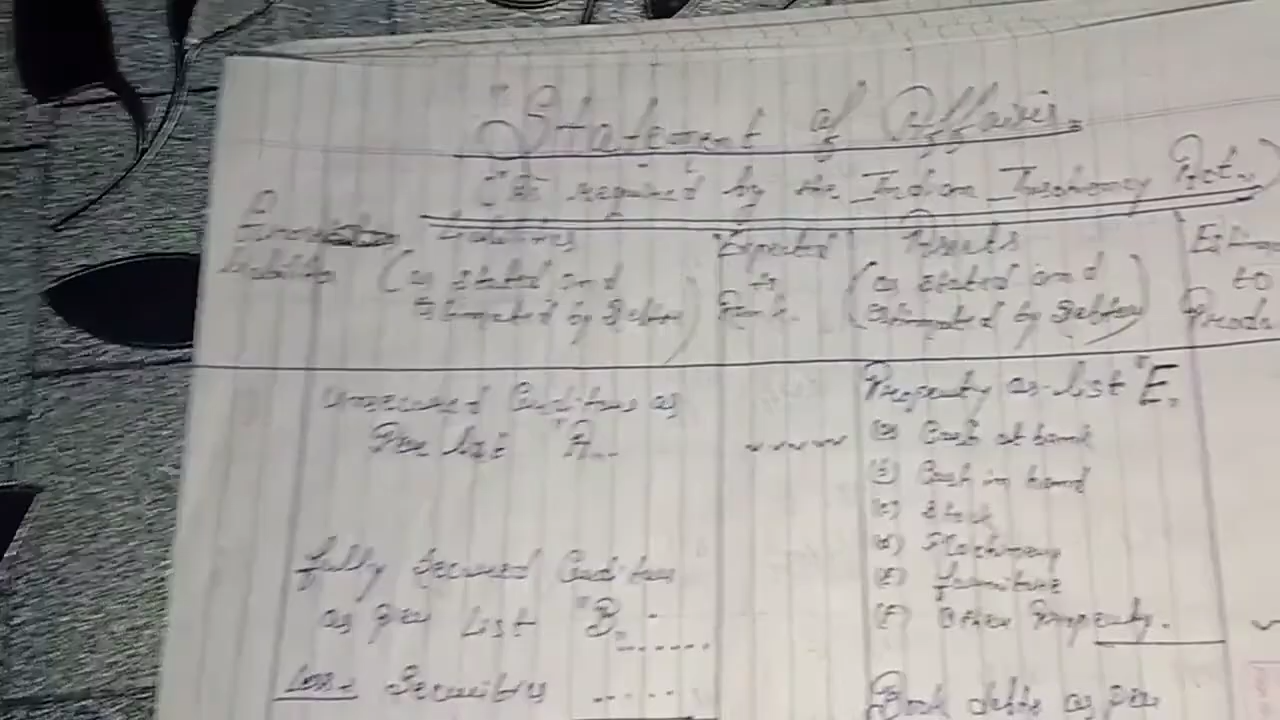 "Statement of Affairs"
(As required by the Indian Insolvency Act.)
Gross
Liabilities
Liabilities
(as stated and
Estimated by Debtor)
Expected
to
Rank.
Assets
(as stated and
Estimated by Debtor)
to
Unsecured Creditors as
Per list "A"
Fully Secured Creditors
as per List "B" ......
Less - Securities ......
Property as list "E"
(a) Cash at bank
(b) Cash in hand
(c) Stock
(d) Machinery
(e) furniture
(f) Other Property.
Book debts as per